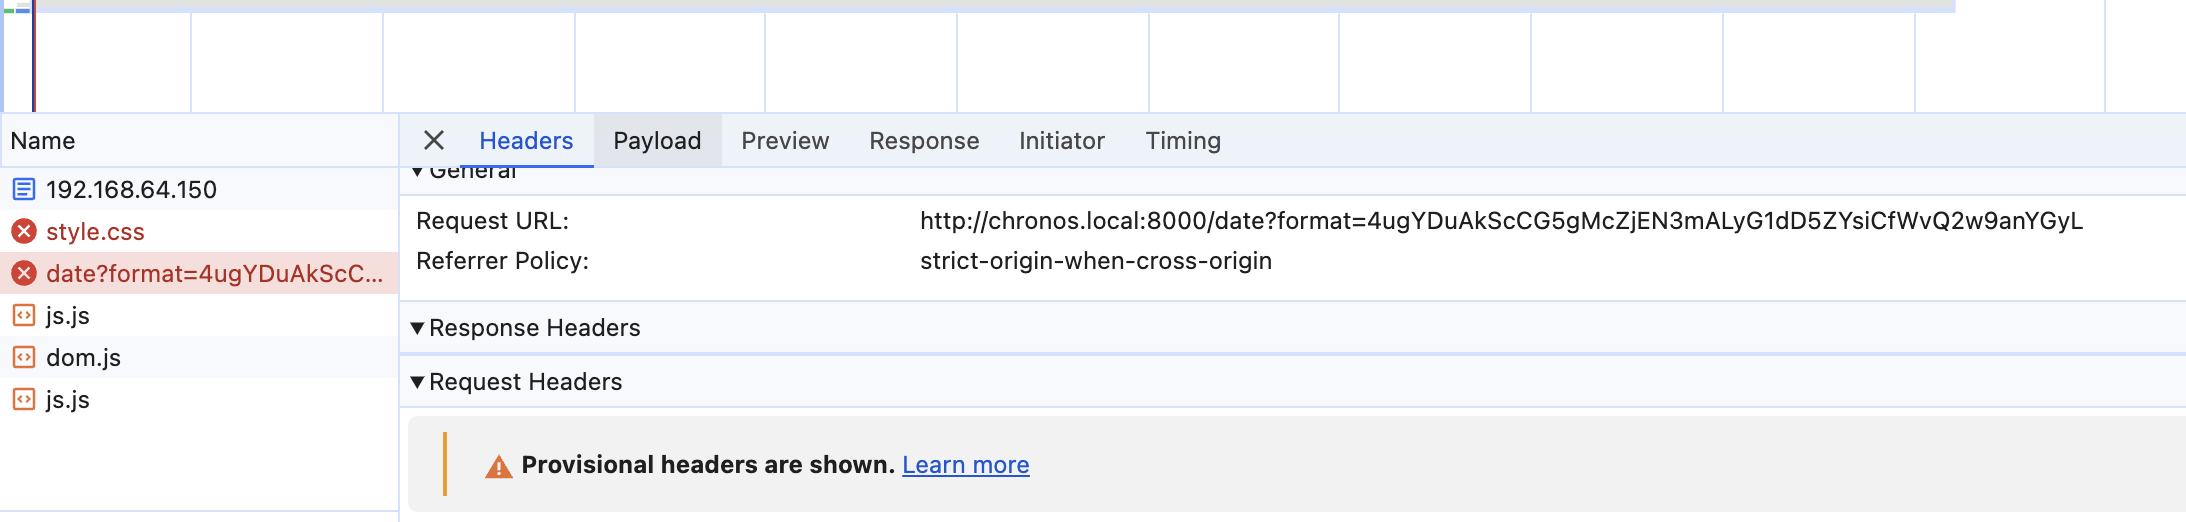 Name
Headers Payload Preview Response Initiator Timing
General
192.168.64.150
style.css
date?format=4ugYDuAkScC...
js.js
dom.js
js.js
Request URL: http://chronos.local:8000/date?format=4ugYDuAkScCG5gMcZjEN3mALyG1dD5ZYsiCfWvQ2w9anYGyL
Referrer Policy: strict-origin-when-cross-origin
Response Headers
Request Headers
Provisional headers are shown. Learn more